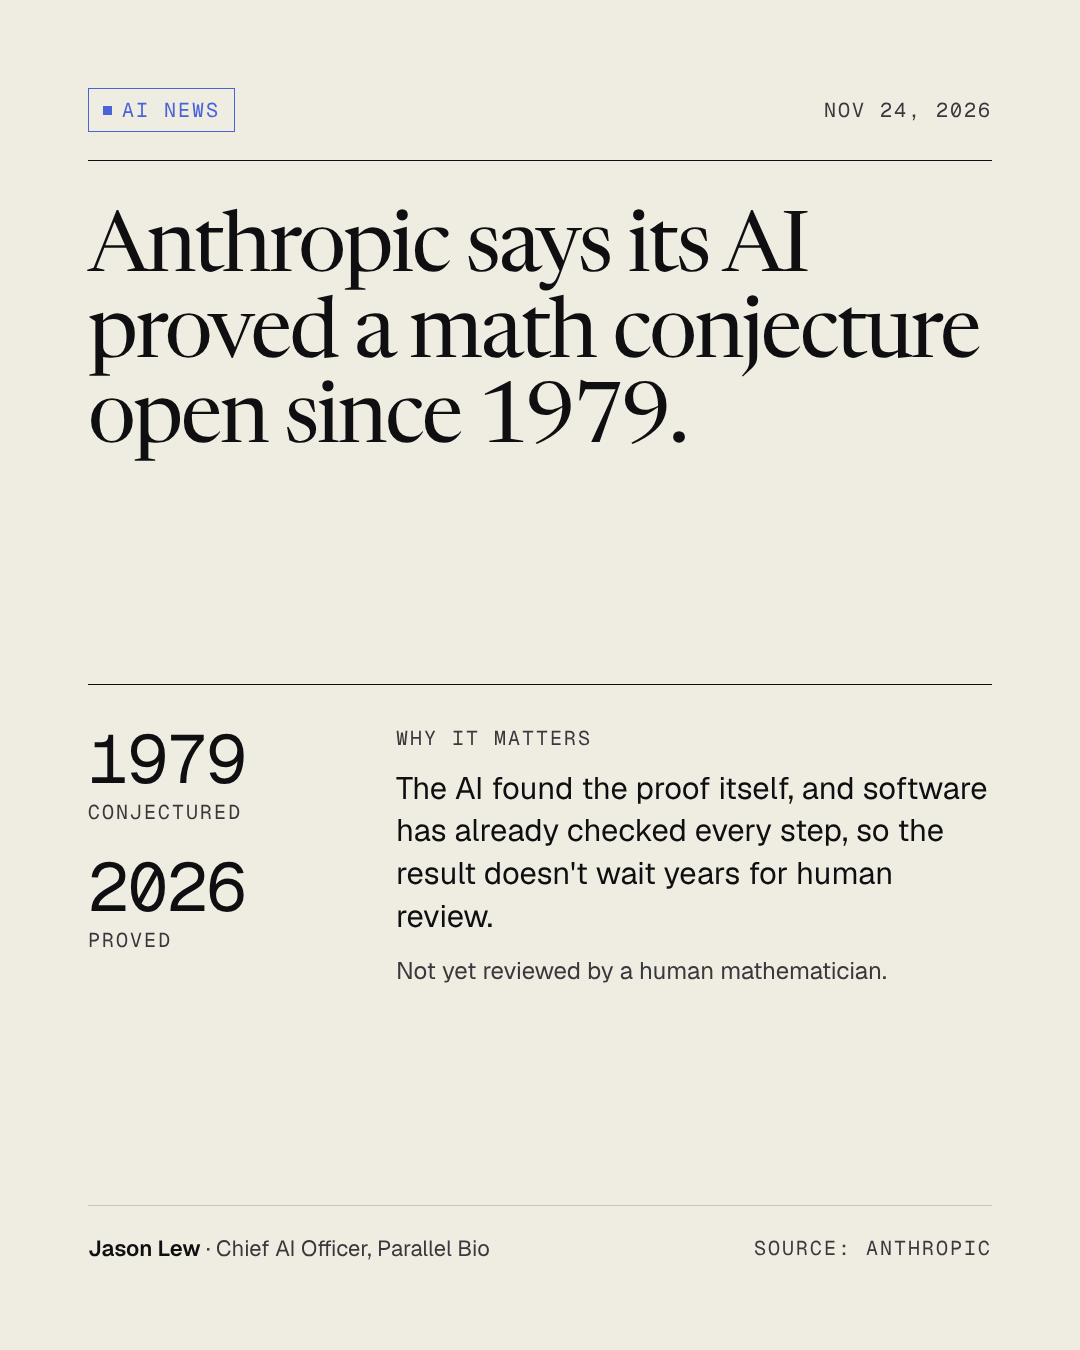 AI NEWS
NOV 24, 2026
Anthropic says its AI
proved a math conjecture
open since 1979.
1979
CONJECTURED
2026
PROVED
WHY IT MATTERS
The AI found the proof itself, and software
has already checked every step, so the
result doesn't wait years for human
review.
Not yet reviewed by a human mathematician.
Jason Lew · Chief AI Officer, Parallel Bio
SOURCE: ANTHROPIC